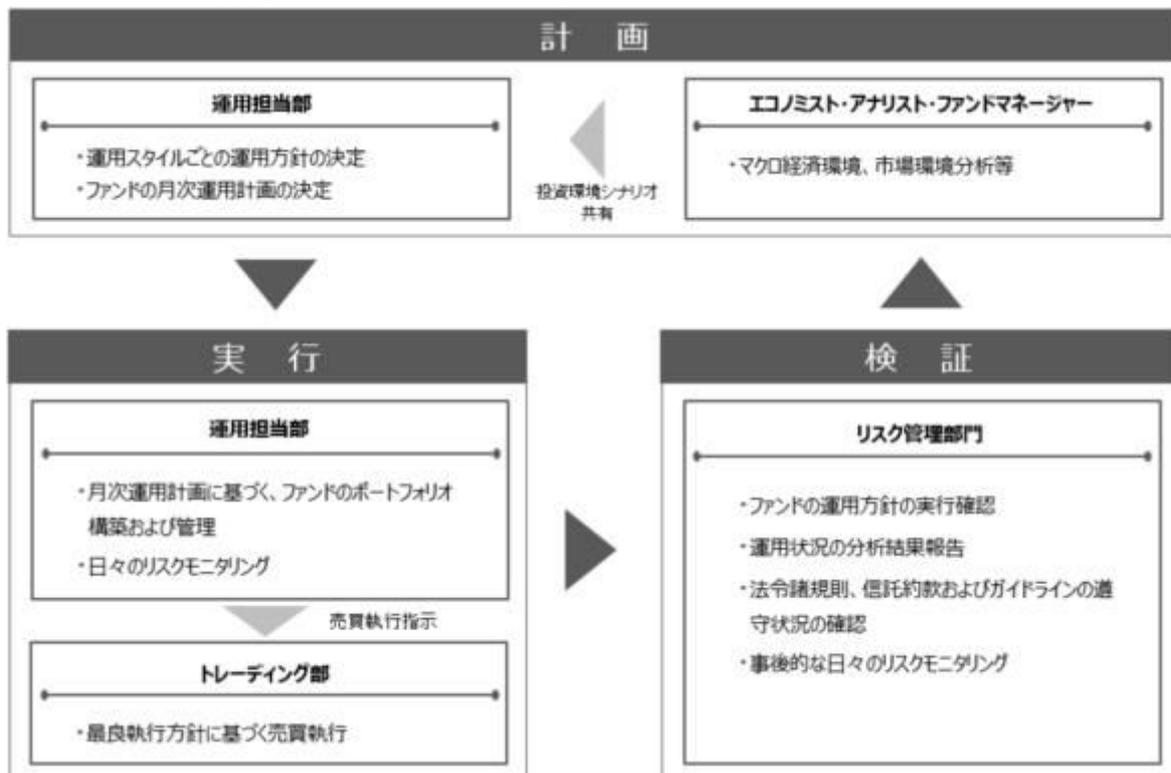 計 画
運用担当部
・運用スタイルごとの運用方針の決定
・ファンドの月次運用計画の決定
投資環境シナリオ
共有
エコノミスト・アナリスト・ファンドマネージャー
・マクロ経済環境、市場環境分析等
実 行
運用担当部
・月次運用計画に基づく、ファンドのポートフォリオ
構築および管理
・日々のリスクモニタリング
売買執行指示
トレーディング部
・最良執行方針に基づく売買執行
検 証
リスク管理部門
・ファンドの運用方針の実行確認
・運用状況の分析結果報告
・法令諸規則、信託約款およびガイドラインの遵
守状況の確認
・事後的な日々のリスクモニタリング